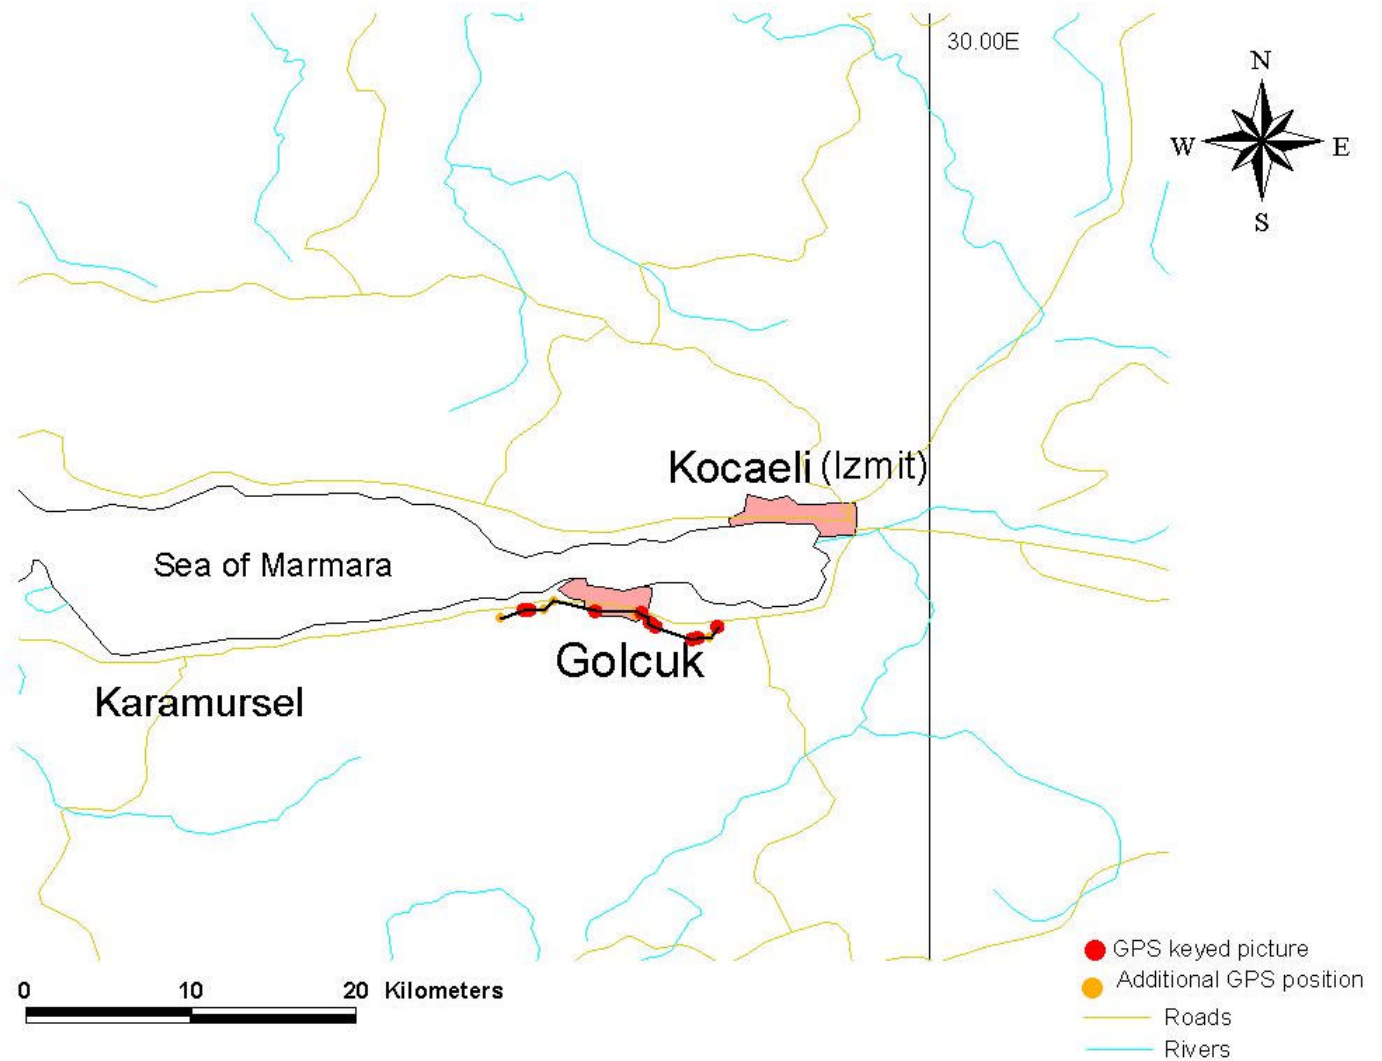 30.00E
N
W
E
S
Kocaeli (Izmit)
Sea of Marmara
Golcuk
Karamursel
GPS keyed picture
Additional GPS position
Roads
Rivers
0 10 20 Kilometers